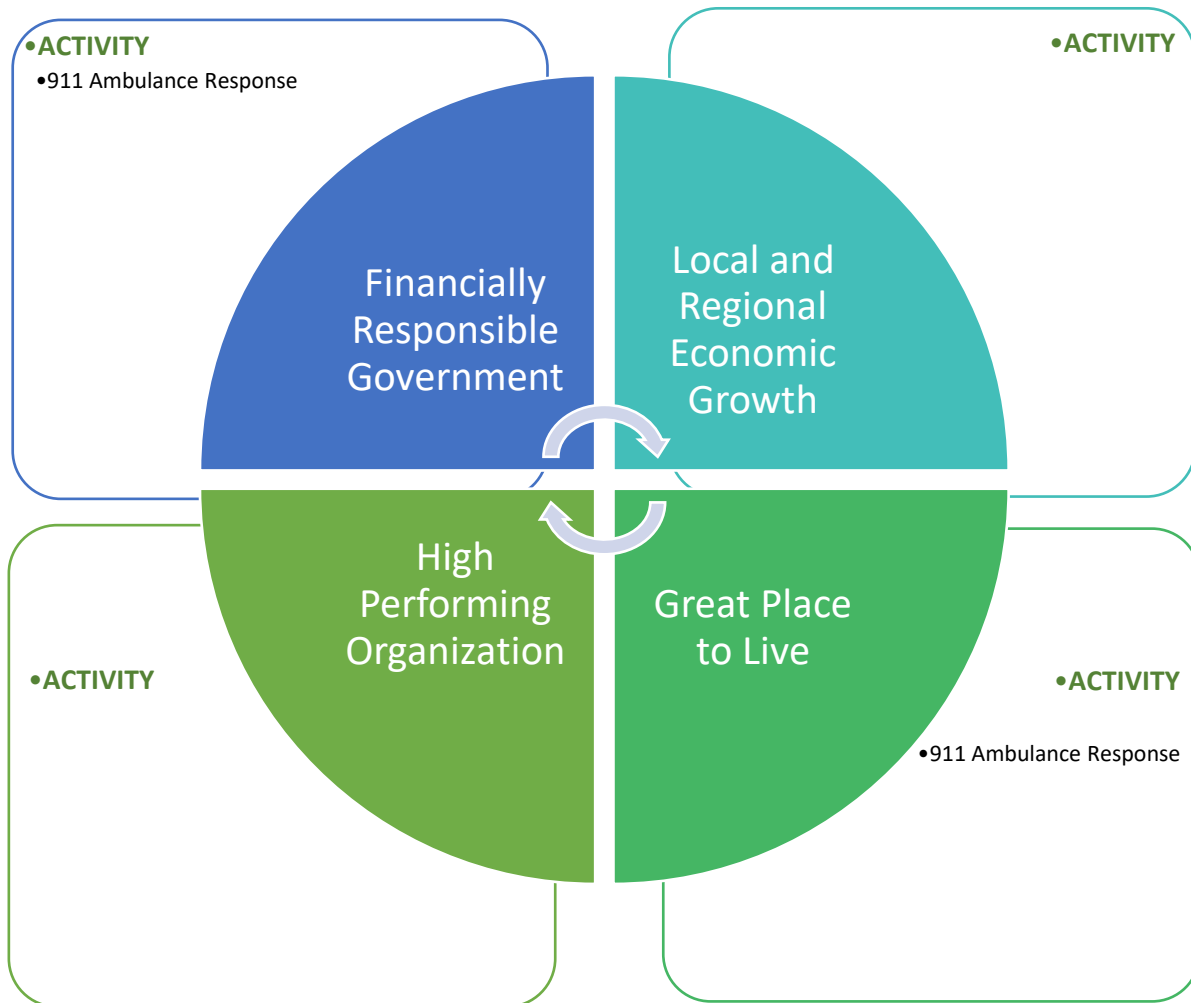 •ACTIVITY
•911 Ambulance Response
•ACTIVITY
Financially
Responsible
Government
Local and
Regional
Economic
Growth
High
Performing
Organization
Great Place
to Live
•ACTIVITY
•ACTIVITY
•911 Ambulance Response